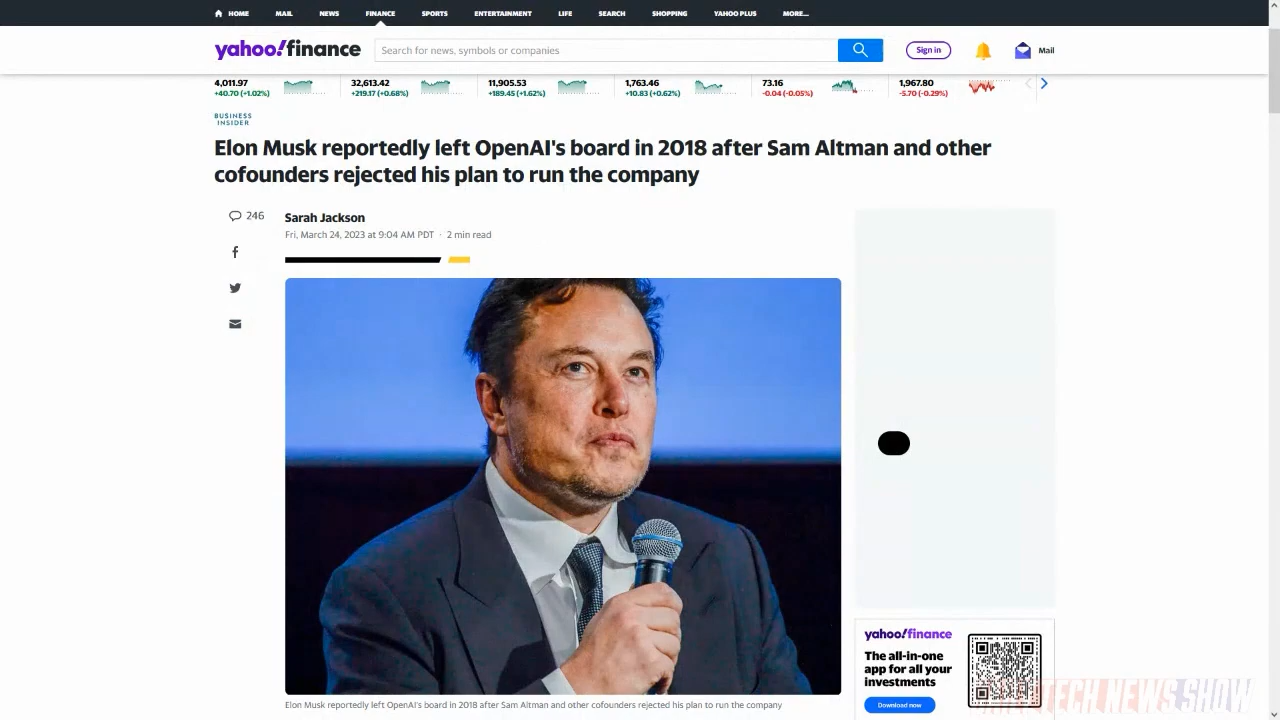 HOME MAIL NEWS FINANCE SPORTS ENTERTAINMENT LIFE SEARCH SHOPPING YAHOO PLUS MORE...
yahoo!finance Search for news, symbols or companies Sign in Mail
4,011.97 32,613.42 11,905.53 1,763.46 73.16 1,967.80
+40.70 (+1.02%) +219.17 (+0.68%) +189.45 (+1.62%) +10.83 (+0.62%) -0.04 (-0.05%) -5.70 (-0.29%)
BUSINESS
INSIDER
Elon Musk reportedly left OpenAI's board in 2018 after Sam Altman and other
cofounders rejected his plan to run the company
246
Sarah Jackson
Fri, March 24, 2023 at 9:04 AM PDT · 2 min read
yahoo!finance
The all-in-one
app for all your
investments
Download now
TECH NEWS SHOW
Elon Musk reportedly left OpenAI's board in 2018 after Sam Altman and other cofounders rejected his plan to run the company